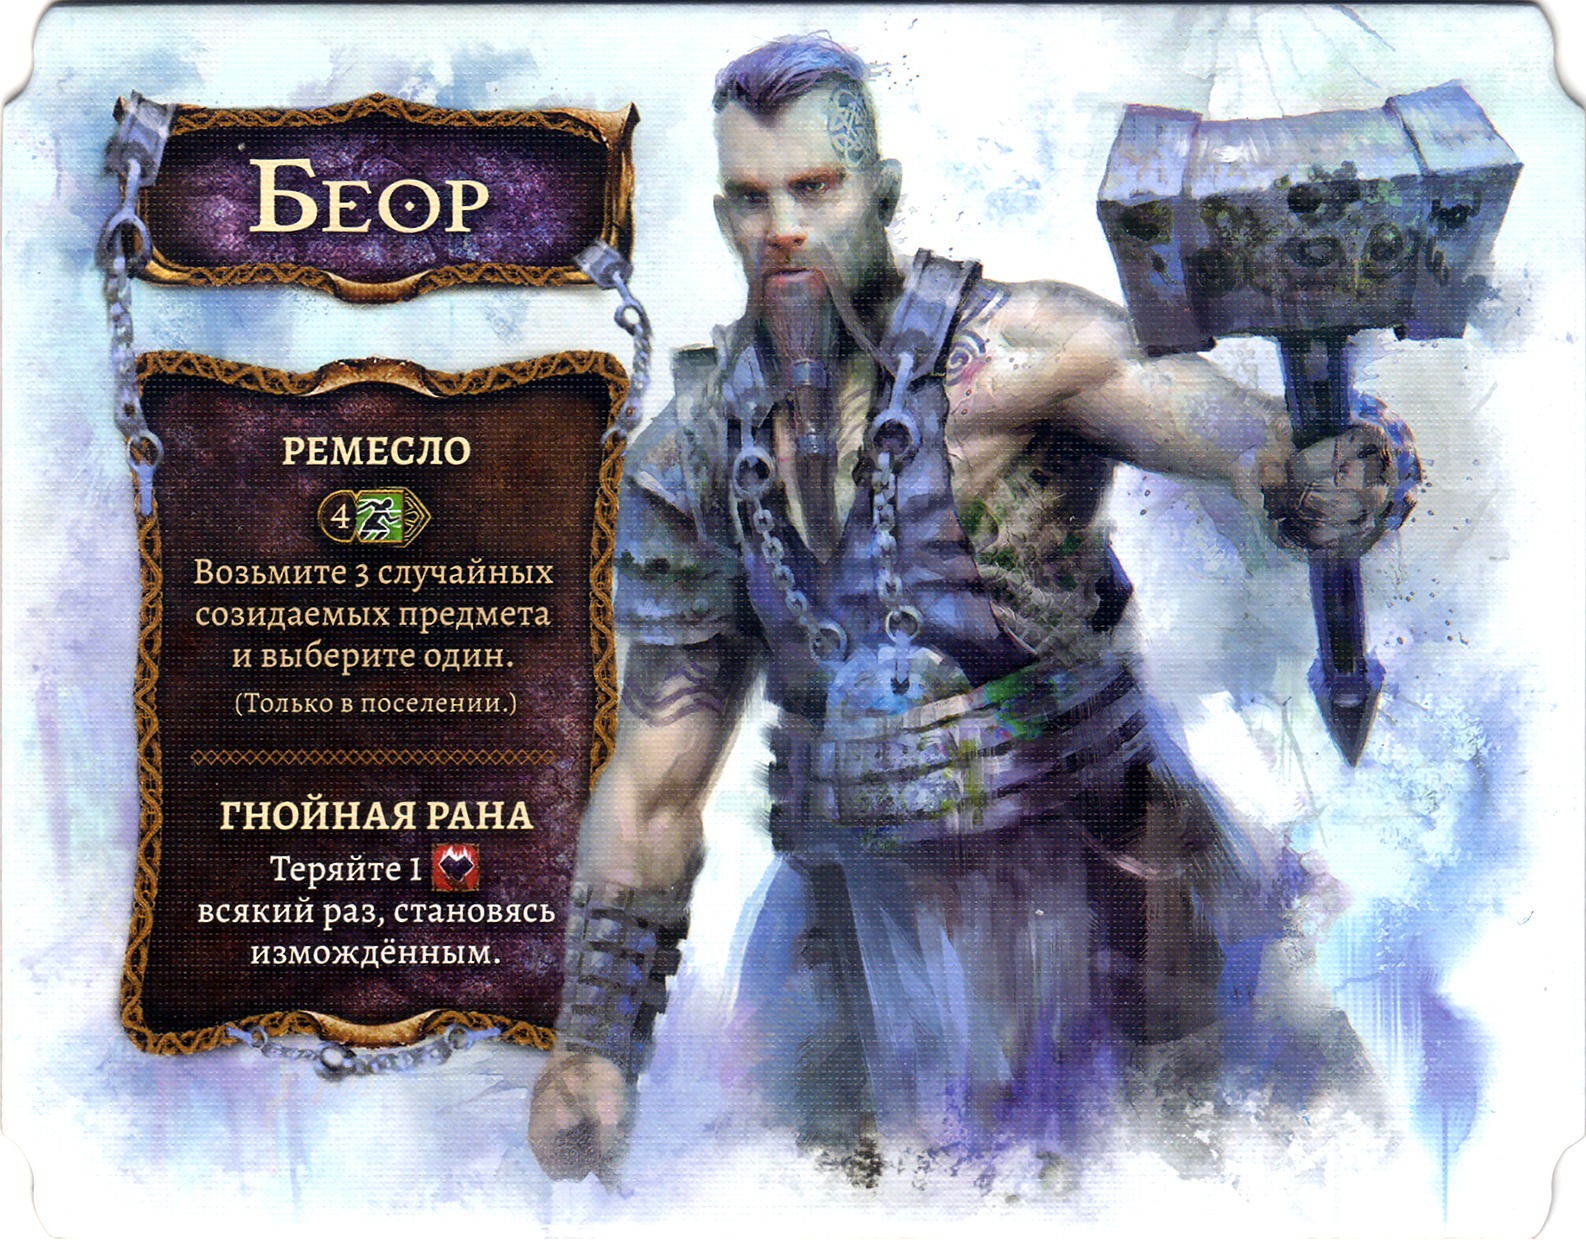 БЕОР
РЕМЕСЛО
4
Возьмите 3 случайных
созидаемых предмета
и выберите один.
(Только в поселении.)
ГНОЙНАЯ РАНА
Теряйте 1
всякий раз, становясь
измождённым.